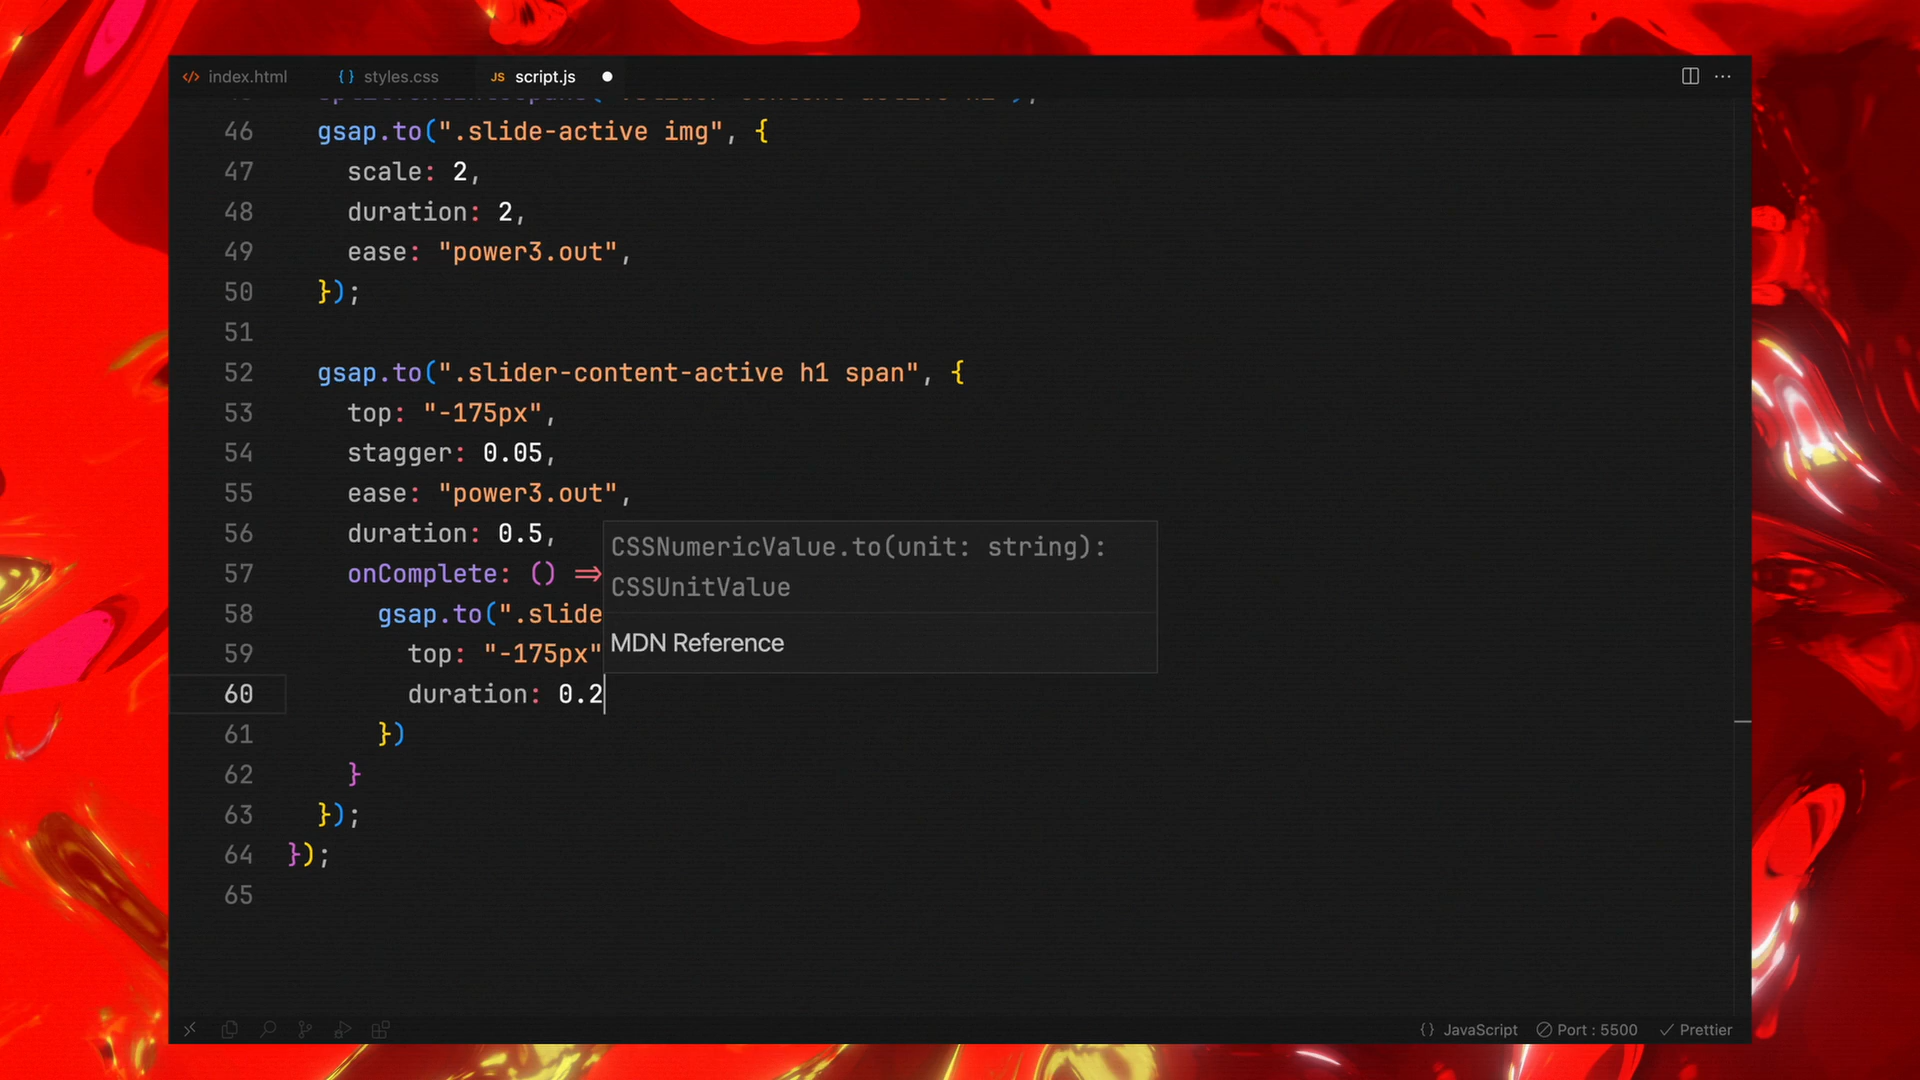 index.html
styles.css
JS script.js
46 gsap.to(".slide-active img", {
47 scale: 2,
48 duration: 2,
49 ease: "power3.out",
50 });
51
52 gsap.to(".slider-content-active h1 span", {
53 top: "-175px",
54 stagger: 0.05,
55 ease: "power3.out",
56 duration: 0.5,
57 onComplete: () =>
58 gsap.to(".slide
59 top: "-175px"
60 duration: 0.2
61 })
62 }
63 });
64 });
65
CSSNumericValue.to(unit: string):
CSSUnitValue
MDN Reference
{} JavaScript
Port : 5500
Prettier